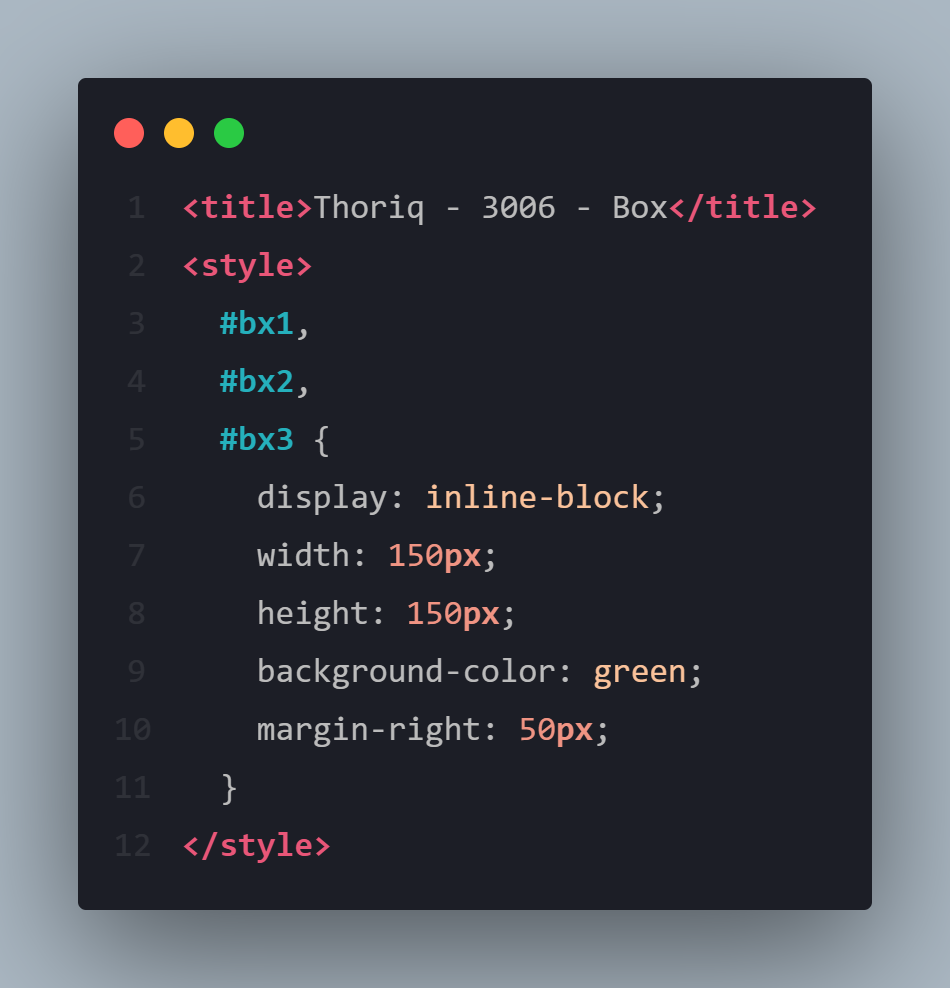 1 <title>Thoriq - 3006 - Box</title>
2 <style>
3   #bx1,
4   #bx2,
5   #bx3 {
6     display: inline-block;
7     width: 150px;
8     height: 150px;
9     background-color: green;
10     margin-right: 50px;
11   }
12 </style>